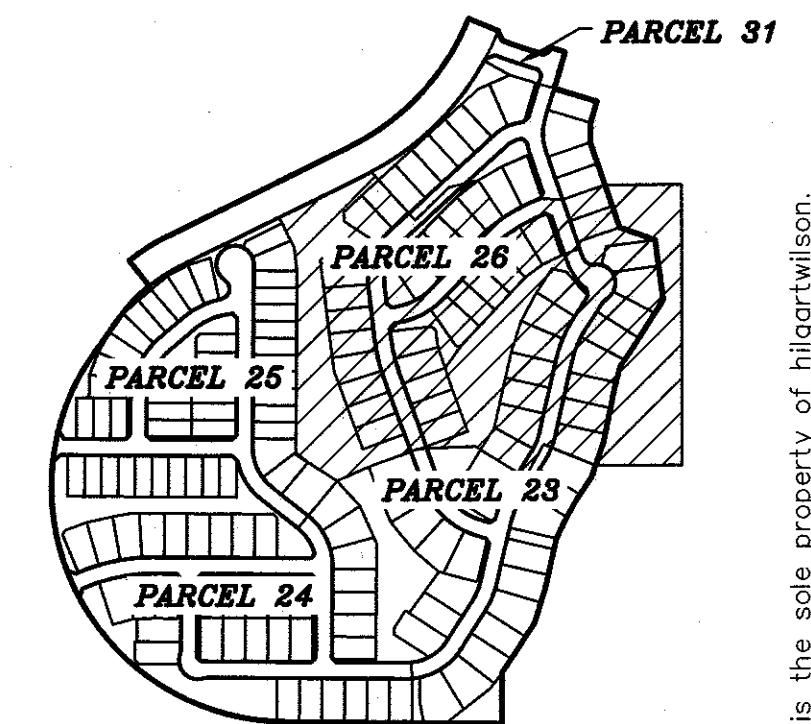 PARCEL 31
PARCEL 26
PARCEL 25
PARCEL 23
PARCEL 24
is the sole property of hilgartwilson.